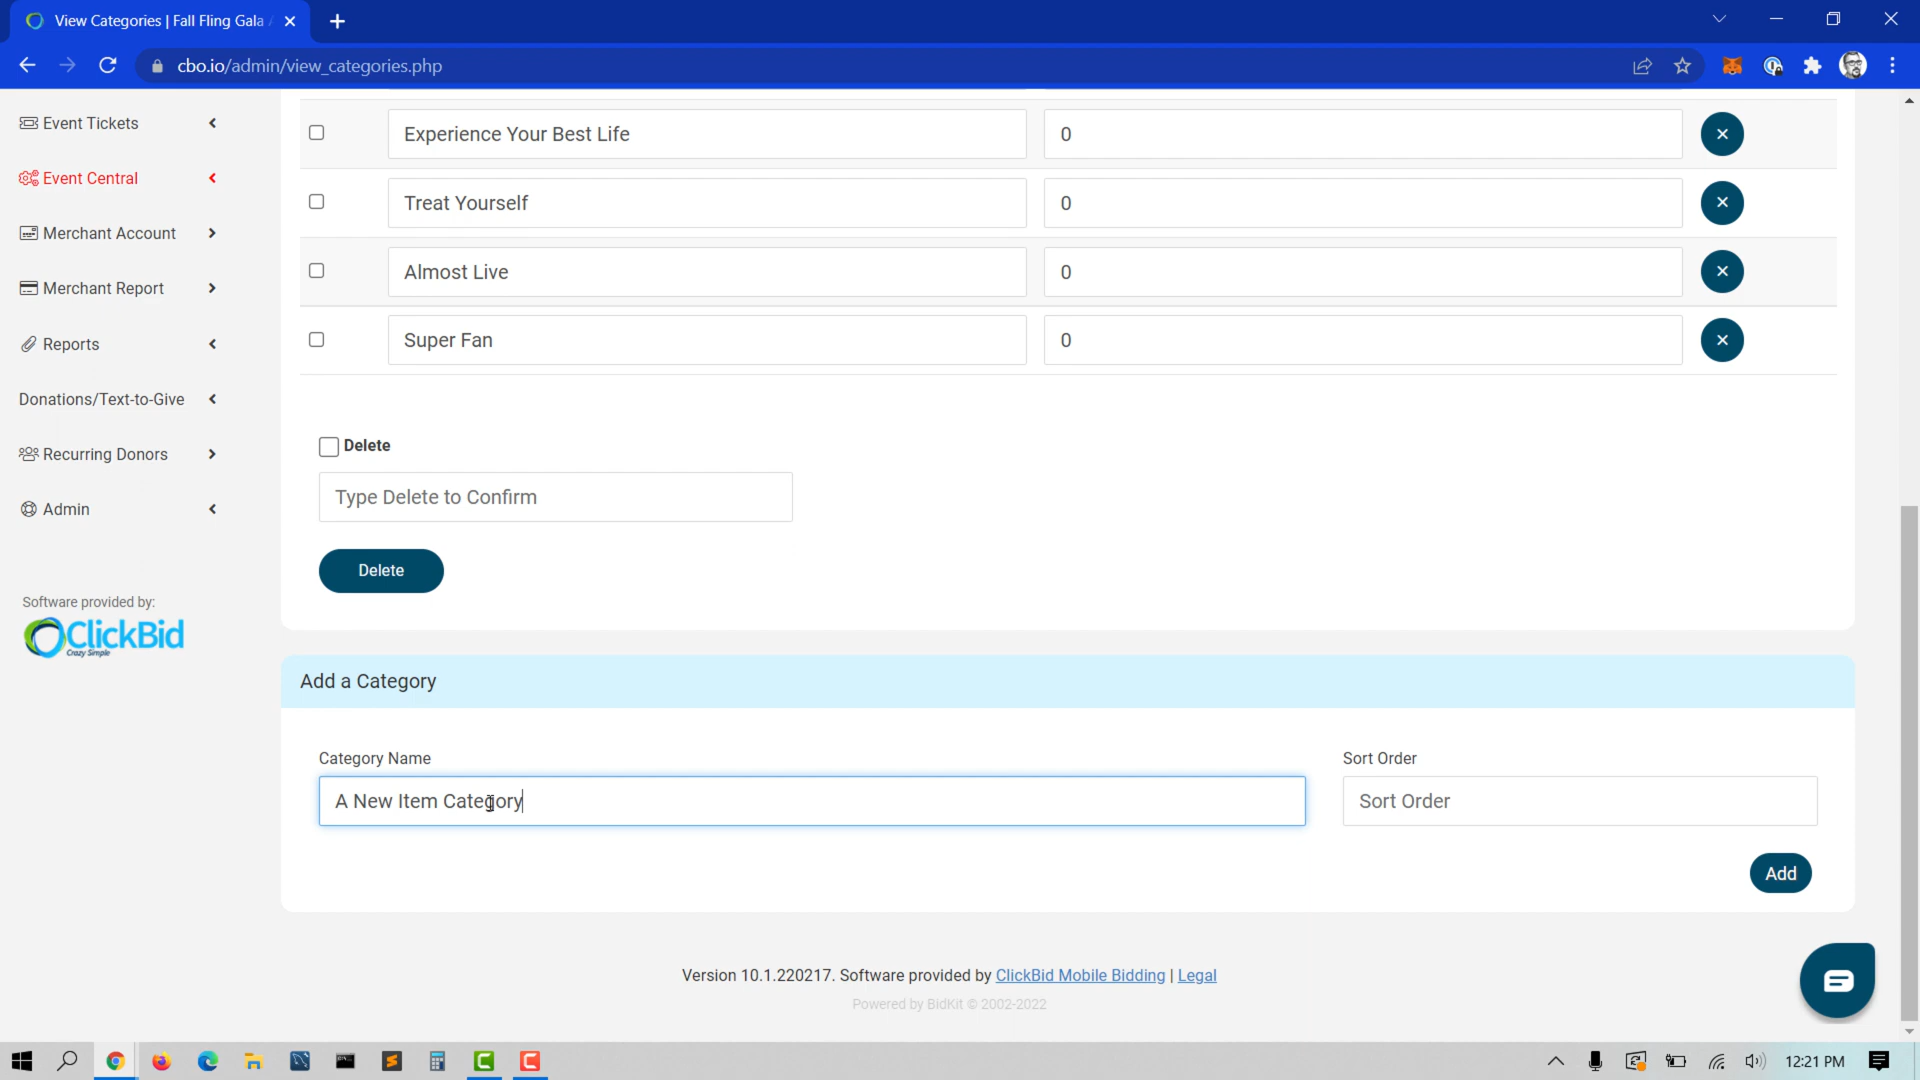 View Categories | Fall Fling Gala
cbo.io/admin/view_categories.php
Event Tickets
Event Central
Merchant Account
Merchant Report
Reports
Donations/Text-to-Give
Recurring Donors
Admin
Software provided by:
ClickBid
Crazy Simple
Experience Your Best Life 0
Treat Yourself 0
Almost Live 0
Super Fan 0
Delete
Type Delete to Confirm
Delete
Add a Category
Category Name Sort Order
A New Item Category Sort Order
Add
Version 10.1.220217. Software provided by ClickBid Mobile Bidding | Legal
Powered by BidKit © 2002-2022
12:21 PM